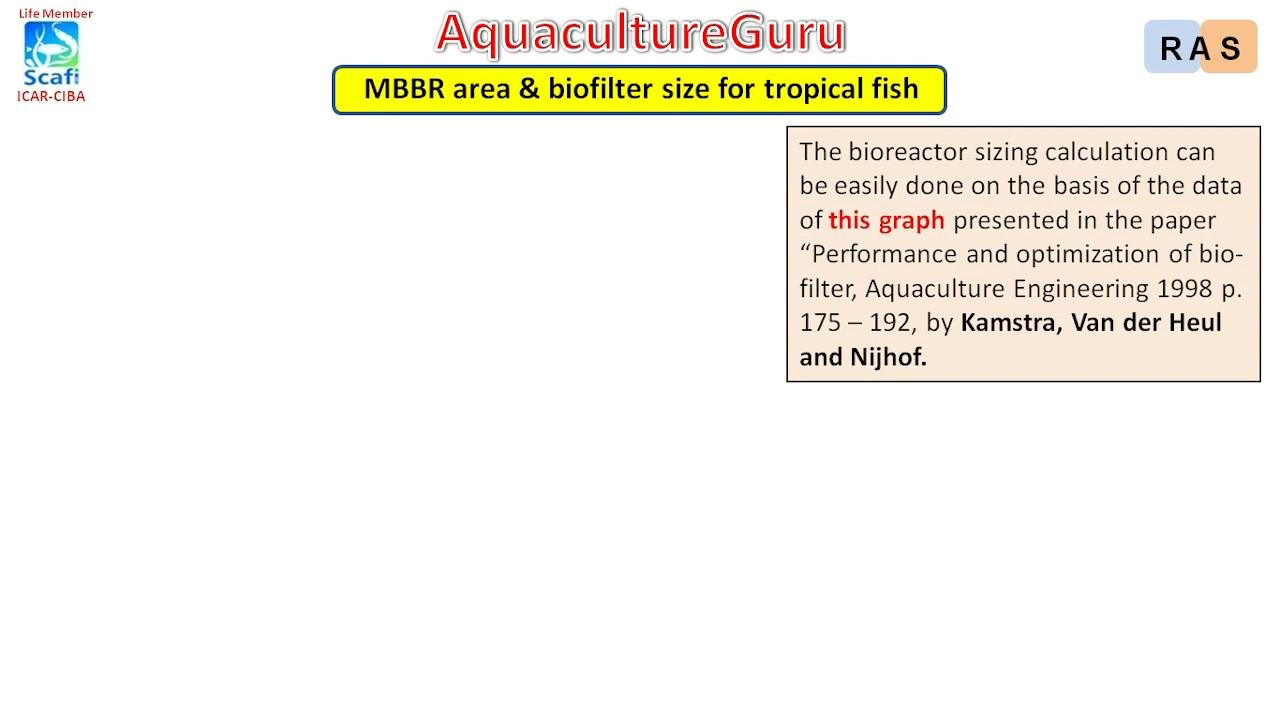 Life Member
Scafi
ICAR-CIBA
AquacultureGuru
R A S
MBBR area & biofilter size for tropical fish
The bioreactor sizing calculation can
be easily done on the basis of the data
of this graph presented in the paper
“Performance and optimization of bio-
filter, Aquaculture Engineering 1998 p.
175 – 192, by Kamstra, Van der Heul
and Nijhof.